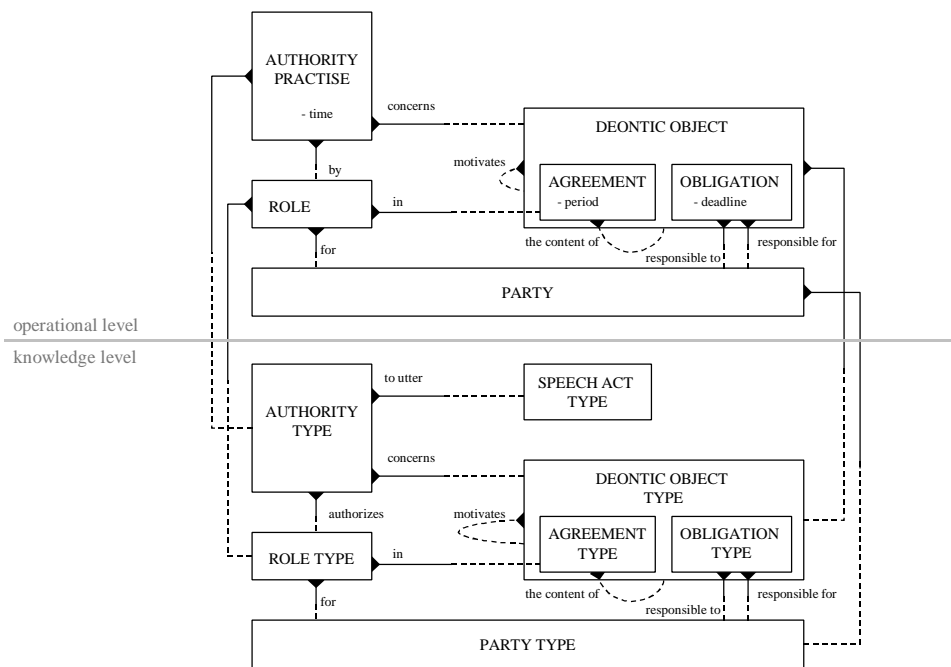 AUTHORITY
PRACTISE
- time
concerns
DEONTIC OBJECT
motivates
by
AGREEMENT
- period
OBLIGATION
- deadline
ROLE
in
the content of
responsible for
for
responsible to
PARTY
operational level
knowledge level
to utter
SPEECH ACT
TYPE
AUTHORITY
TYPE
concerns
DEONTIC OBJECT
TYPE
authorizes
motivates
AGREEMENT
TYPE
OBLIGATION
TYPE
ROLE TYPE
in
the content of
responsible for
for
responsible to
PARTY TYPE